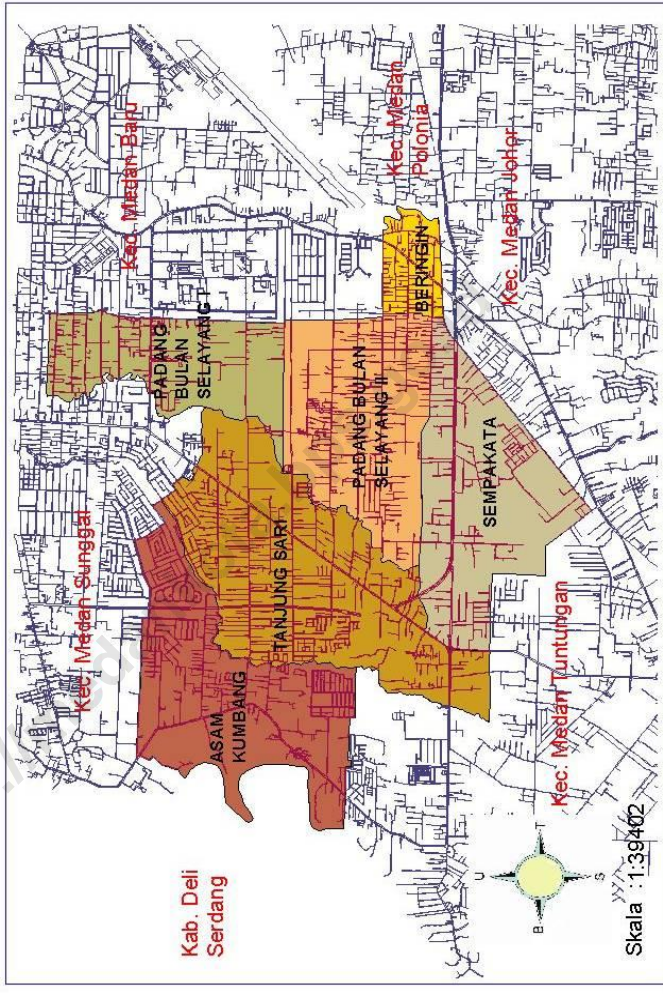 Kec. Medan Sunggal
Kec. Medan Baru
PADANG
BULAN
SELAYANG I
Kab. Deli
Serdang
ASAM
KUMBANG
TANJUNG SARI
PADANG BULAN
SELAYANG II
Kec. Medan
Polonia
BERINGIN
SEMPAKATA
Kec. Medan Johor
Kec. Medan Tuntungan
U
B
T
S
Skala : 1:39402